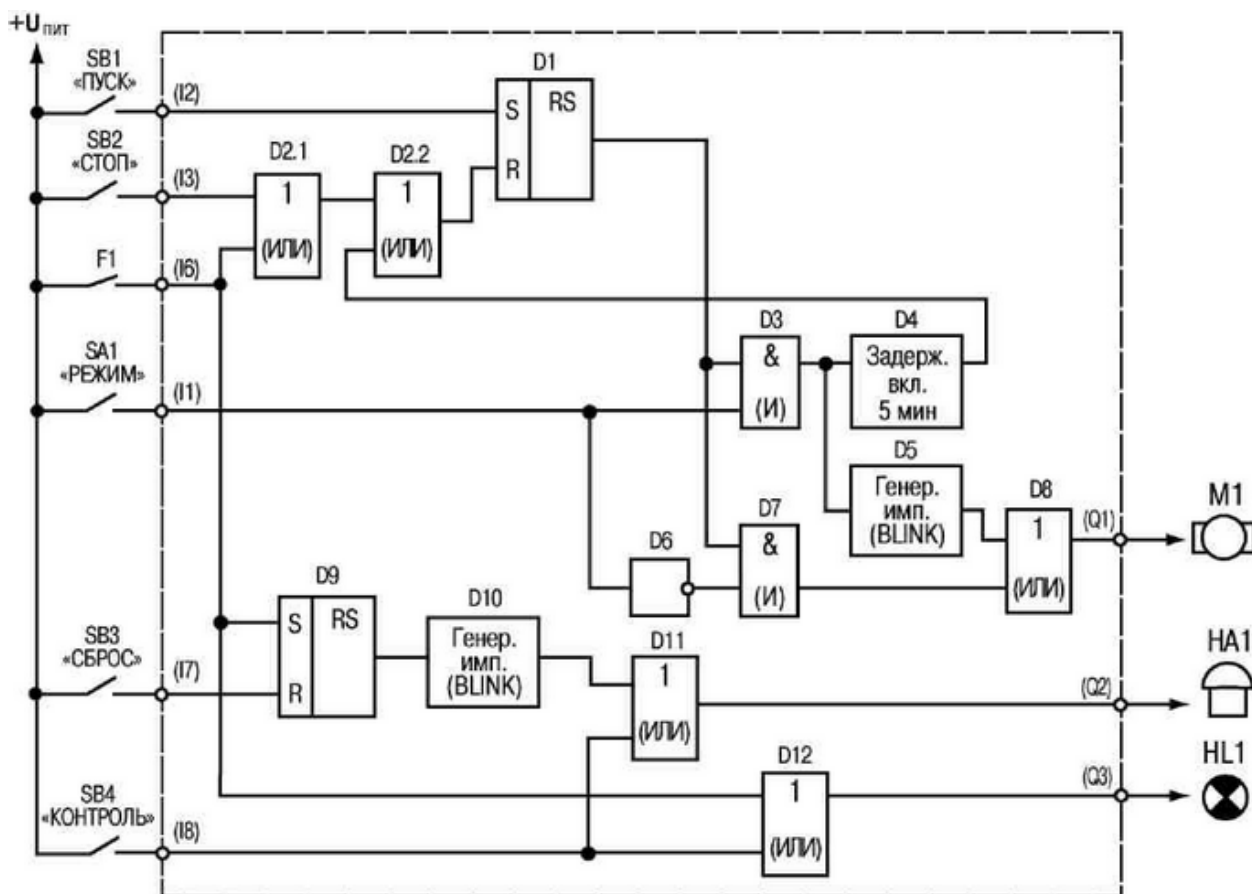 +Uпит
SB1
«ПУСК»
(I2)
D1
S
RS
R
SB2
«СТОП»
(I3)
D2.1
1
(ИЛИ)
D2.2
1
(ИЛИ)
F1
(I6)
SA1
«РЕЖИМ»
(I1)
D3
&
(И)
D4
Задерж.
вкл.
5 мин
D5
Генер.
имп.
(BLINK)
D6
D7
&
(И)
D8
1
(ИЛИ)
(Q1)
M1
D9
S
RS
R
SB3
«СБРОС»
(I7)
D10
Генер.
имп.
(BLINK)
D11
1
(ИЛИ)
(Q2)
HA1
D12
1
(ИЛИ)
(Q3)
HL1
SB4
«КОНТРОЛЬ»
(I8)